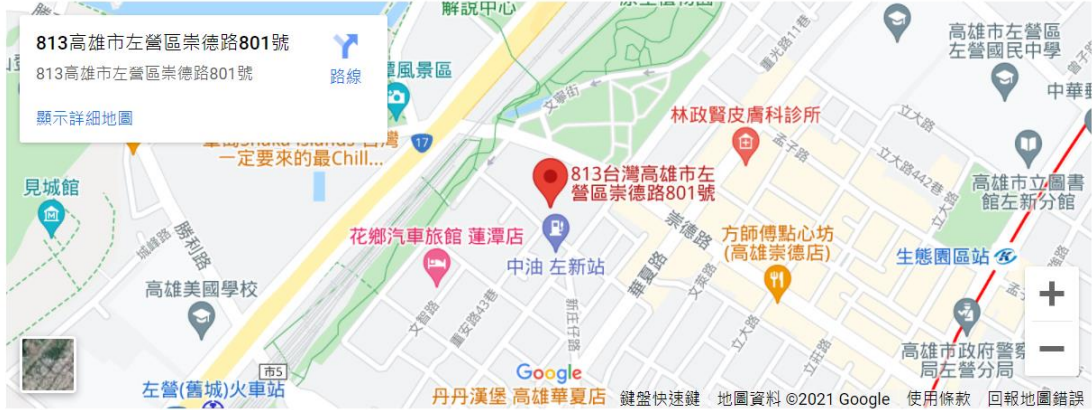 解說中心
813高雄市左營區崇德路801號
813高雄市左營區崇德路801號
路線
顯示詳細地圖
潭風景區
一定要來的最Chill...
17
重光路11巷
高雄市左營區
左營國民中學
中華
文寧街
林政賢皮膚科診所
孟子路
立大路
立大路442巷
813台灣高雄市左
營區崇德路801號
高雄市立圖書
館左新分館
立大路
見城館
城峰路
勝利路
花鄉汽車旅館 蓮潭店
中油 左新站
崇德路
華夏路
方師傅點心坊
(高雄崇德店)
文萊路
生態園區站
高雄美國學校
文智路
重安路43巷
新庄仔路
立大路
立莊路
高雄市政府警察
局左營分局
市5
左營(舊城)火車站
Google
丹丹漢堡 高雄華夏店
鍵盤快速鍵
地圖資料 ©2021 Google
使用條款
回報地圖錯誤